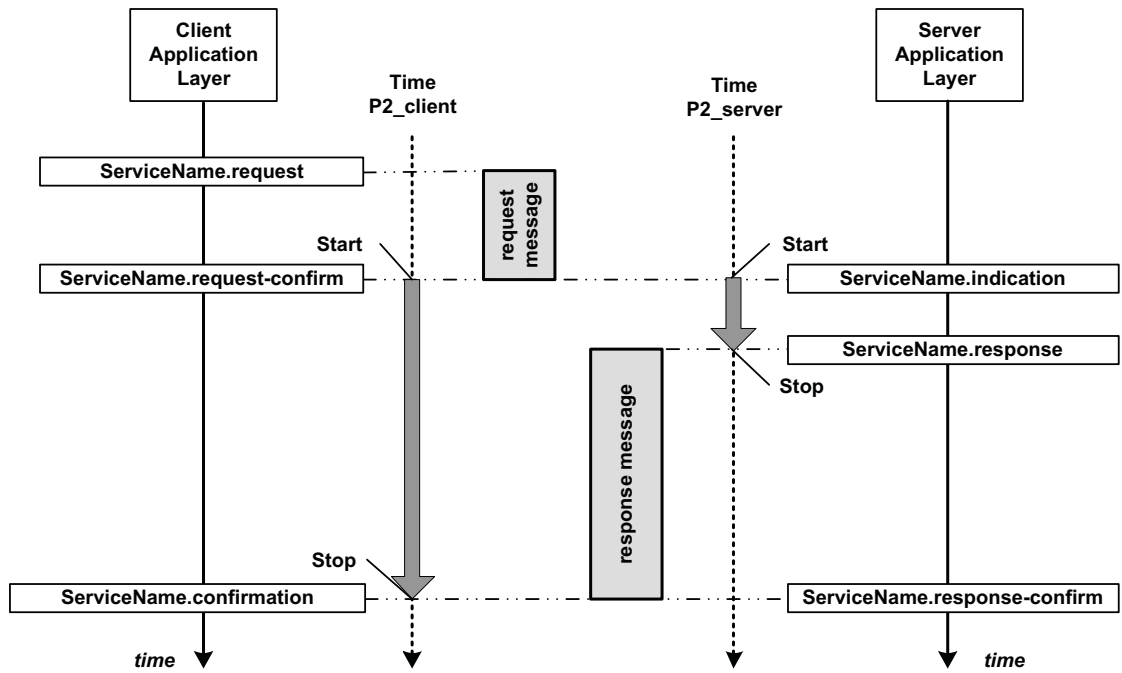 Client
Application
Layer
Server
Application
Layer
Time
P2_client
Time
P2_server
ServiceName.request
request
message
Start
Start
ServiceName.request-confirm
ServiceName.indication
ServiceName.response
Stop
response message
Stop
ServiceName.confirmation
ServiceName.response-confirm
time
time